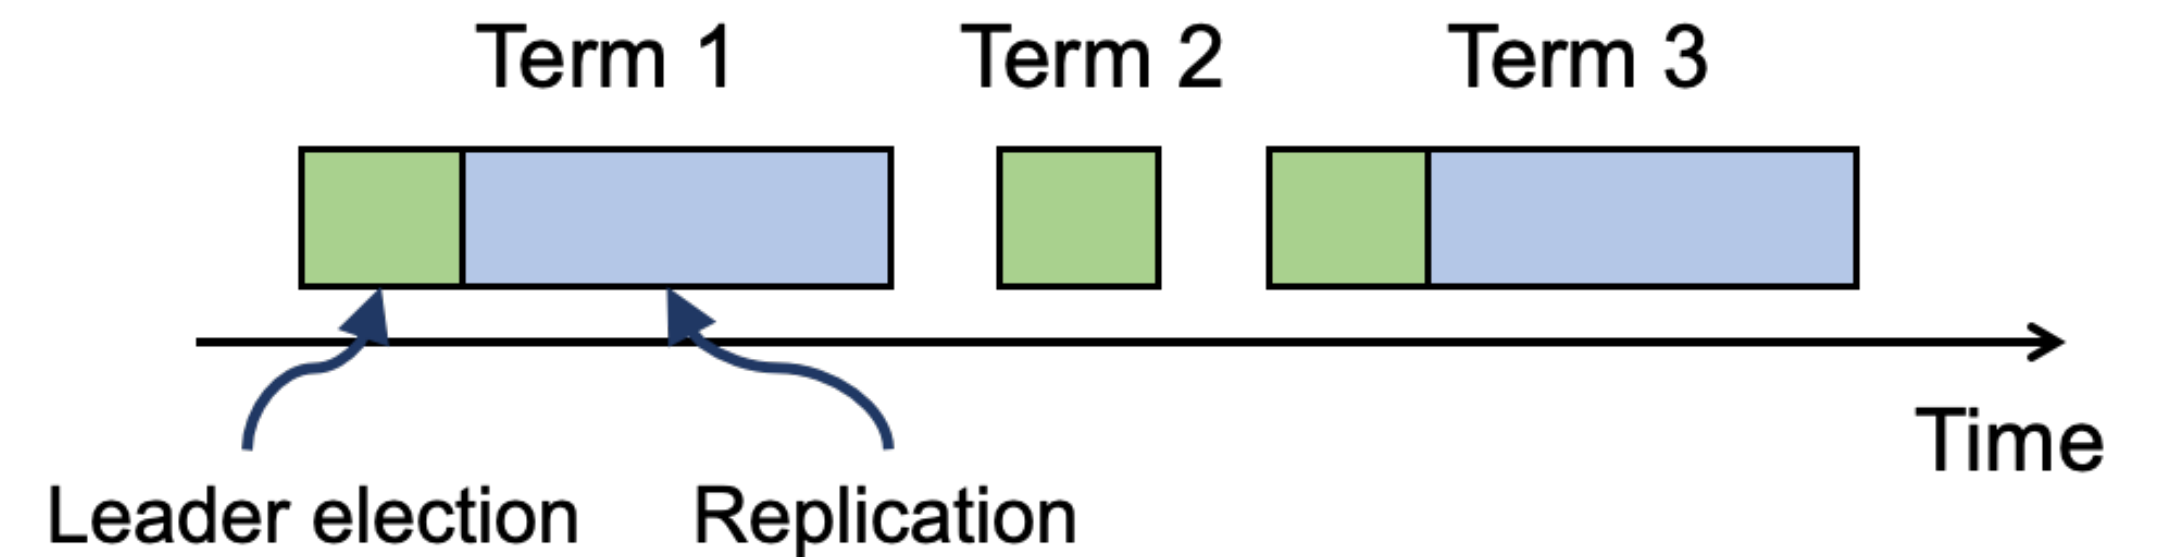 Term 1
Term 2
Term 3
Time
Leader election
Replication